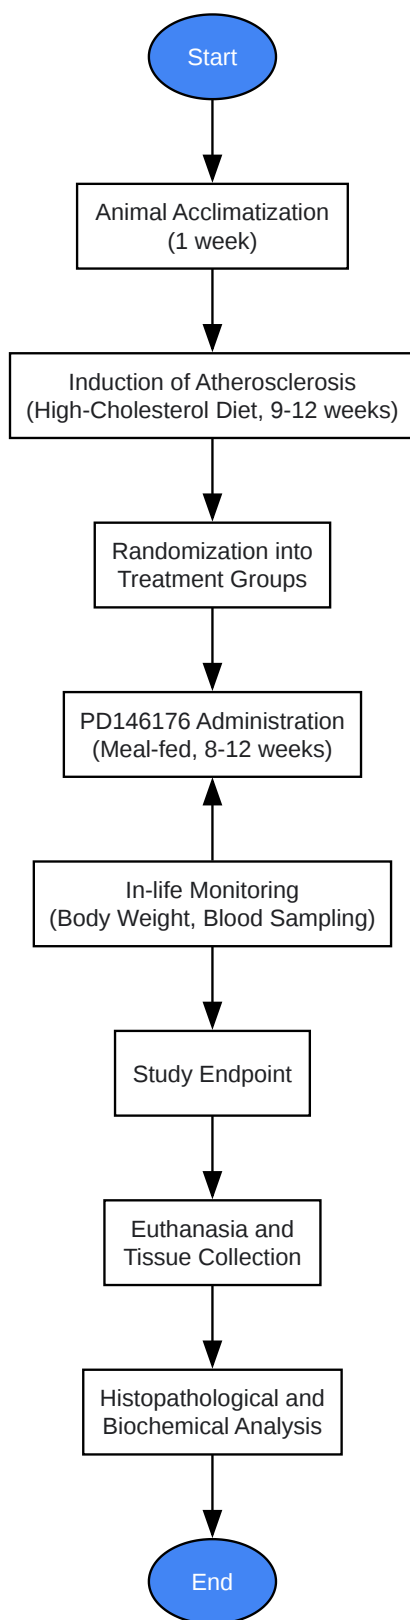 Start
Animal Acclimatization
(1 week)
Induction of Atherosclerosis
(High-Cholesterol Diet, 9-12 weeks)
Randomization into
Treatment Groups
PD146176 Administration
(Meal-fed, 8-12 weeks)
In-life Monitoring
(Body Weight, Blood Sampling)
Study Endpoint
Euthanasia and
Tissue Collection
Histopathological and
Biochemical Analysis
End